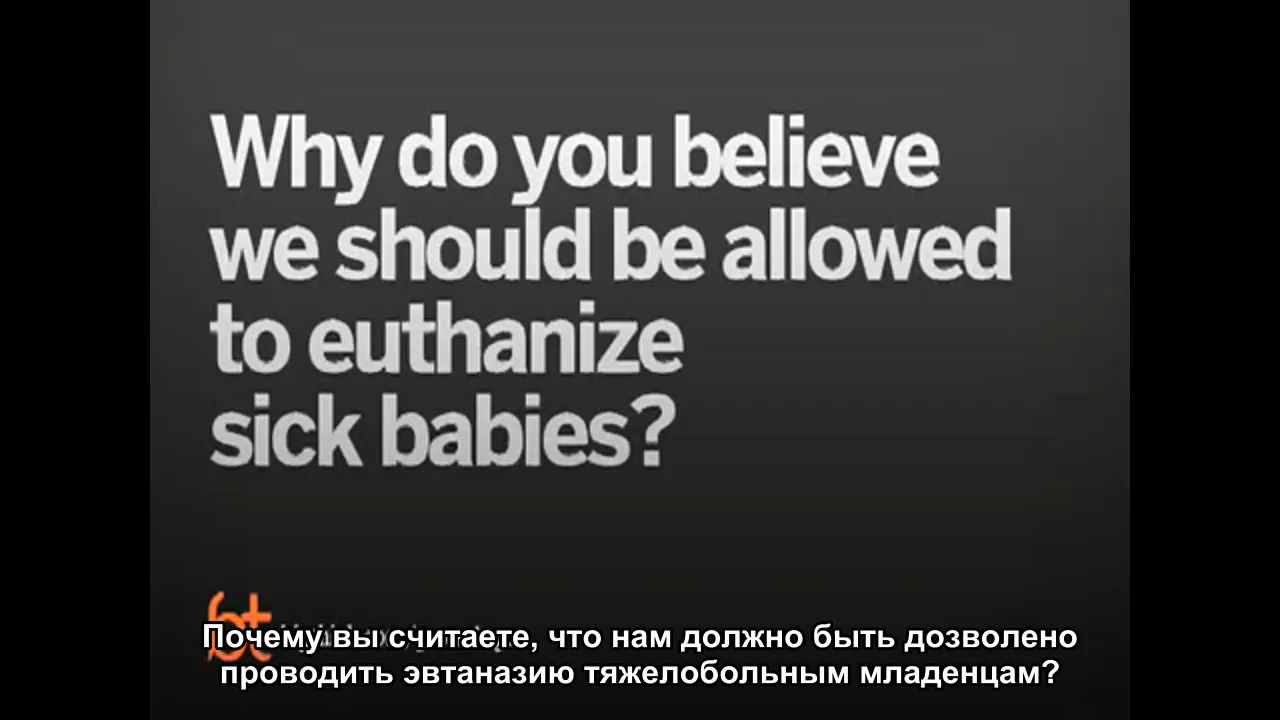 Why do you believe
we should be allowed
to euthanize
sick babies?
bt
Почему вы считаете, что нам должно быть дозволено
проводить эвтаназию тяжелобольным младенцам?